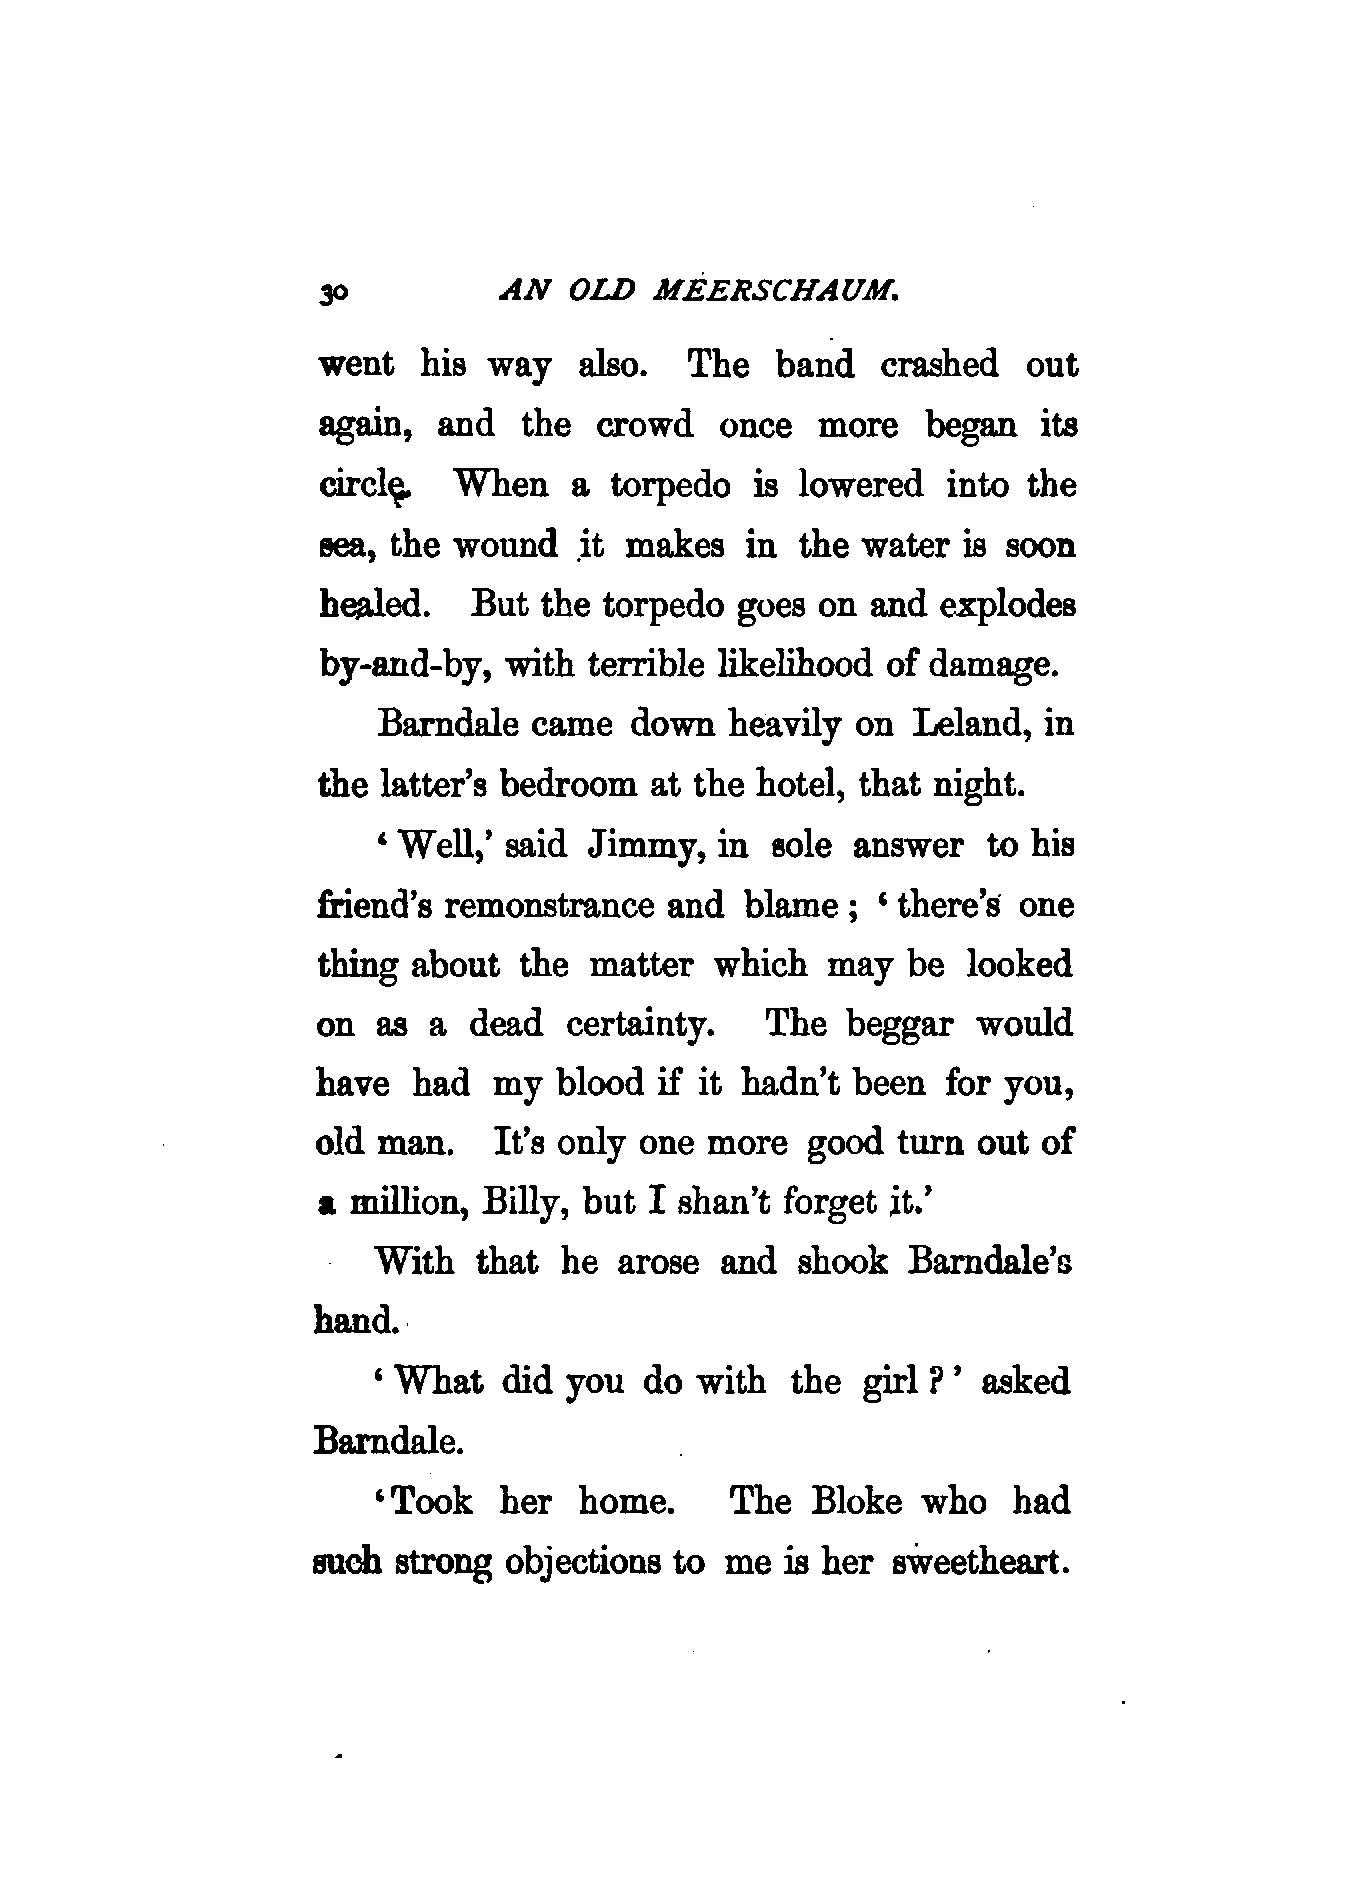 30 AN OLD MEERSCHAUM.
went his way also. The band crashed out
again, and the crowd once more began its
circle. When a torpedo is lowered into the
sea, the wound it makes in the water is soon
healed. But the torpedo goes on and explodes
by-and-by, with terrible likelihood of damage.
Barndale came down heavily on Leland, in
the latter's bedroom at the hotel, that night.
‘Well,’ said Jimmy, in sole answer to his
friend's remonstrance and blame; ‘there's one
thing about the matter which may be looked
on as a dead certainty. The beggar would
have had my blood if it hadn't been for you,
old man. It's only one more good turn out of
a million, Billy, but I shan't forget it.’
With that he arose and shook Barndale's
hand.
‘What did you do with the girl?’ asked
Barndale.
‘Took her home. The Bloke who had
such strong objections to me is her sweetheart.